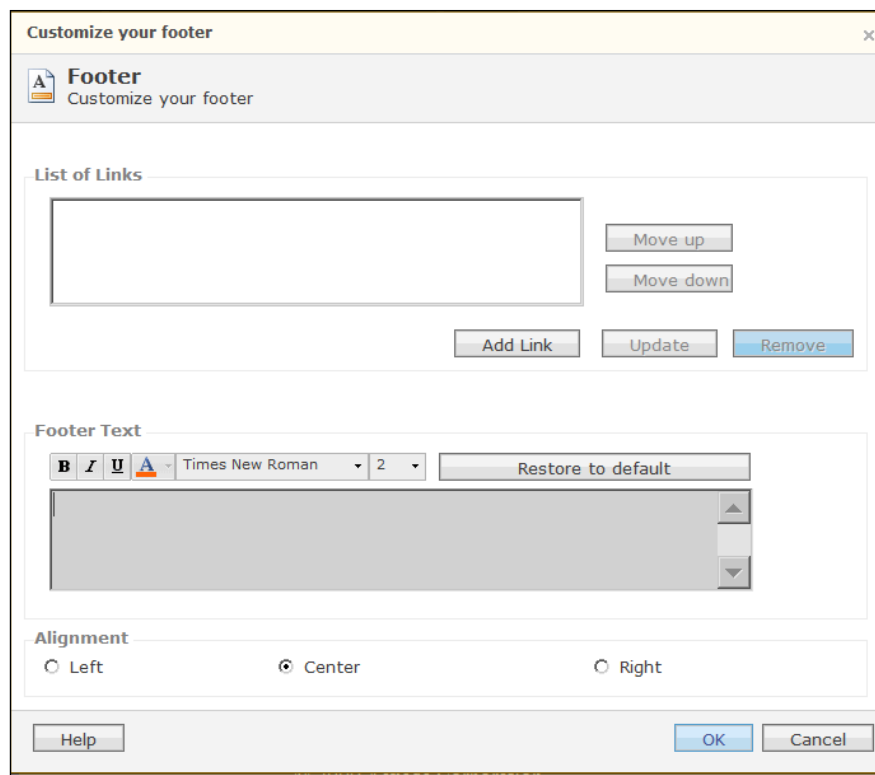 Customize your footer
×
Footer
Customize your footer
List of Links
Move up
Move down
Add Link
Update
Remove
Footer Text
B I U A Times New Roman 2 Restore to default
Alignment
Left Center Right
Help OK Cancel